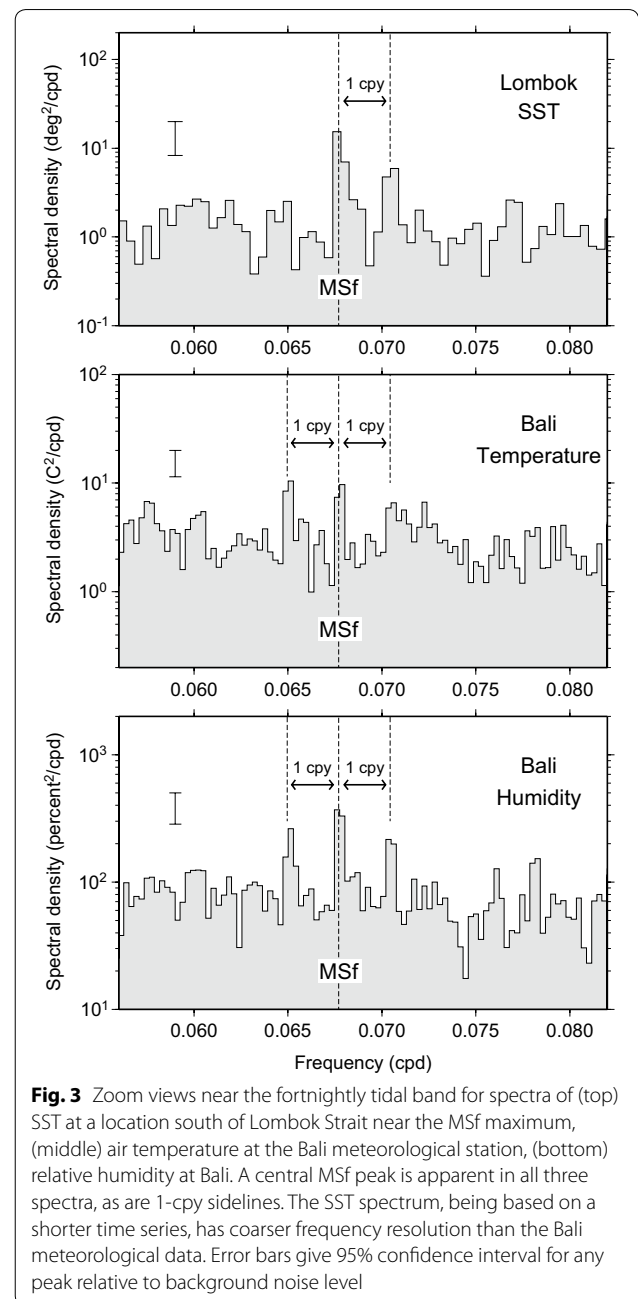 10²
10¹
10⁰
10⁻¹
Spectral density (deg²/cpd)
1 cpy
Lombok
SST
MSf
0.060 0.065 0.070 0.075 0.080
10²
10¹
10⁰
Spectral density (C²/cpd)
1 cpy 1 cpy
Bali
Temperature
MSf
0.060 0.065 0.070 0.075 0.080
10³
10²
10¹
Spectral density (percent²/cpd)
1 cpy 1 cpy
Bali
Humidity
MSf
0.060 0.065 0.070 0.075 0.080
Frequency (cpd)
Fig. 3 Zoom views near the fortnightly tidal band for spectra of (top)
SST at a location south of Lombok Strait near the MSf maximum,
(middle) air temperature at the Bali meteorological station, (bottom)
relative humidity at Bali. A central MSf peak is apparent in all three
spectra, as are 1-cpy sidelines. The SST spectrum, being based on a
shorter time series, has coarser frequency resolution than the Bali
meteorological data. Error bars give 95% confidence interval for any
peak relative to background noise level